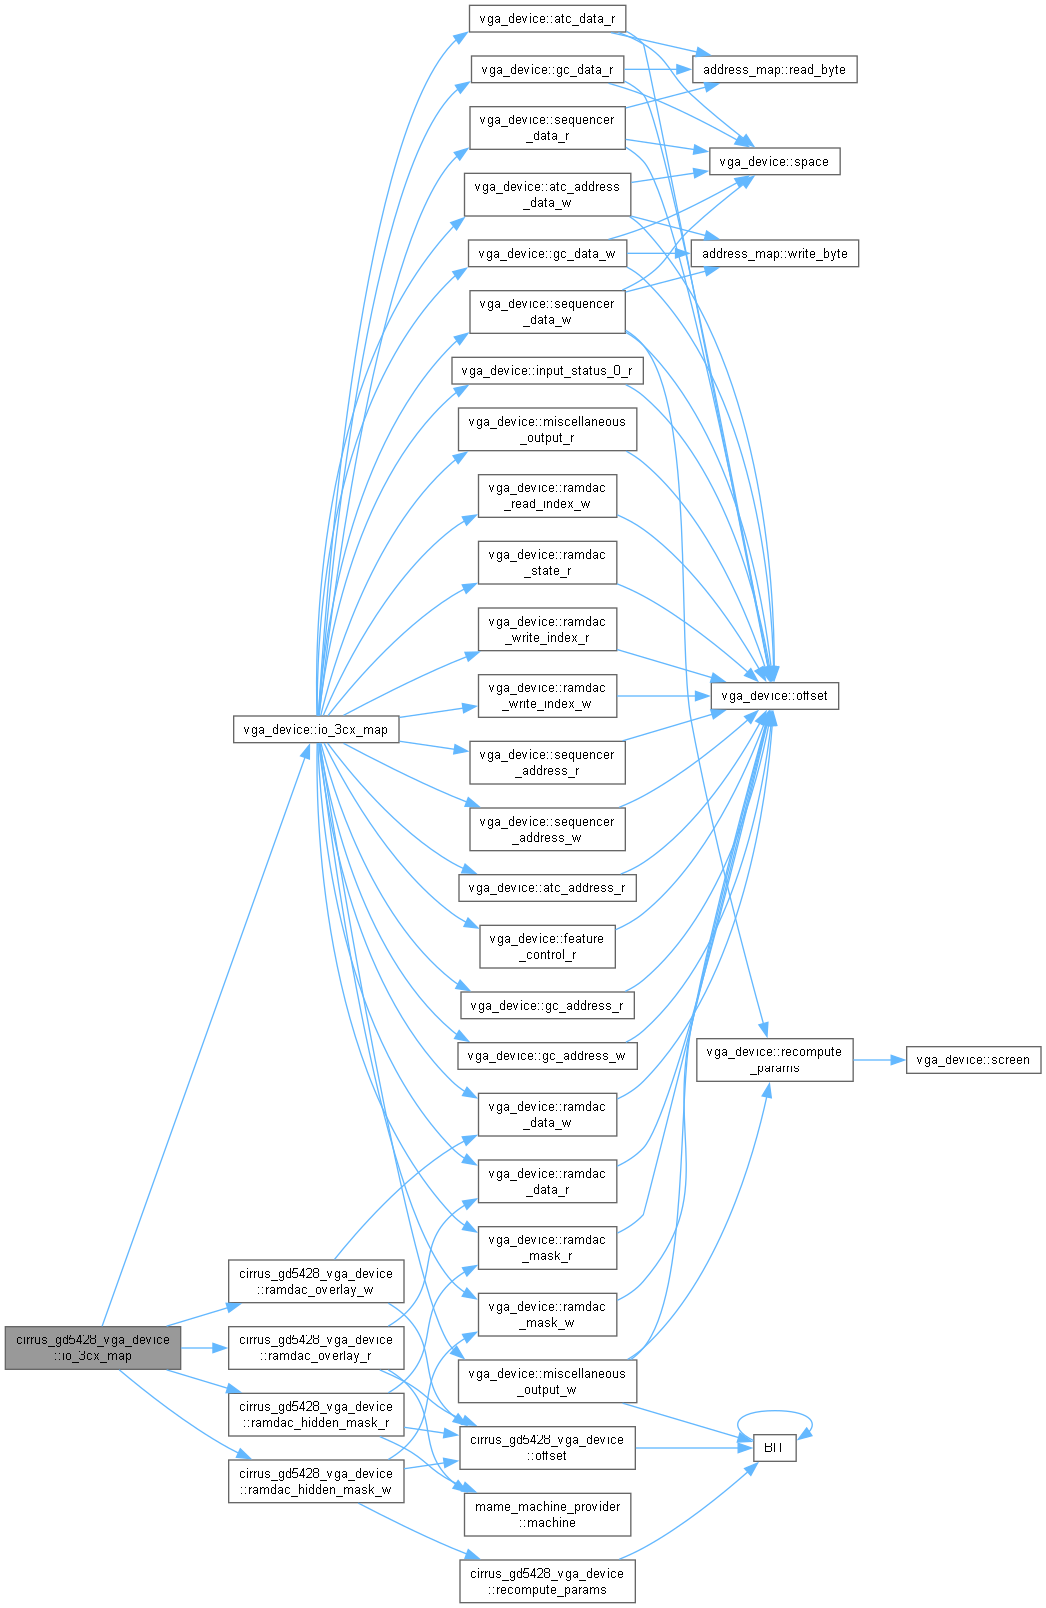 vga_device::atc_data_r
vga_device::gc_data_r
address_map::read_byte
vga_device::sequencer
_data_r
vga_device::space
vga_device::atc_address
_data_w
vga_device::gc_data_w
address_map::write_byte
vga_device::sequencer
_data_w
vga_device::input_status_0_r
vga_device::miscellaneous
_output_r
vga_device::ramdac
_read_index_w
vga_device::ramdac
_state_r
vga_device::ramdac
_write_index_r
vga_device::ramdac
_write_index_w
vga_device::offset
vga_device::io_3cx_map
vga_device::sequencer
_address_r
vga_device::sequencer
_address_w
vga_device::atc_address_r
vga_device::feature
_control_r
vga_device::gc_address_r
vga_device::gc_address_w
vga_device::recompute
_params
vga_device::screen
vga_device::ramdac
_data_w
vga_device::ramdac
_data_r
vga_device::ramdac
_mask_r
cirrus_gd5428_vga_device
::ramdac_overlay_w
vga_device::ramdac
_mask_w
cirrus_gd5428_vga_device
::io_3cx_map
cirrus_gd5428_vga_device
::ramdac_overlay_r
vga_device::miscellaneous
_output_w
cirrus_gd5428_vga_device
::ramdac_hidden_mask_r
cirrus_gd5428_vga_device
::offset
BIT
cirrus_gd5428_vga_device
::ramdac_hidden_mask_w
mame_machine_provider
::machine
cirrus_gd5428_vga_device
::recompute_params